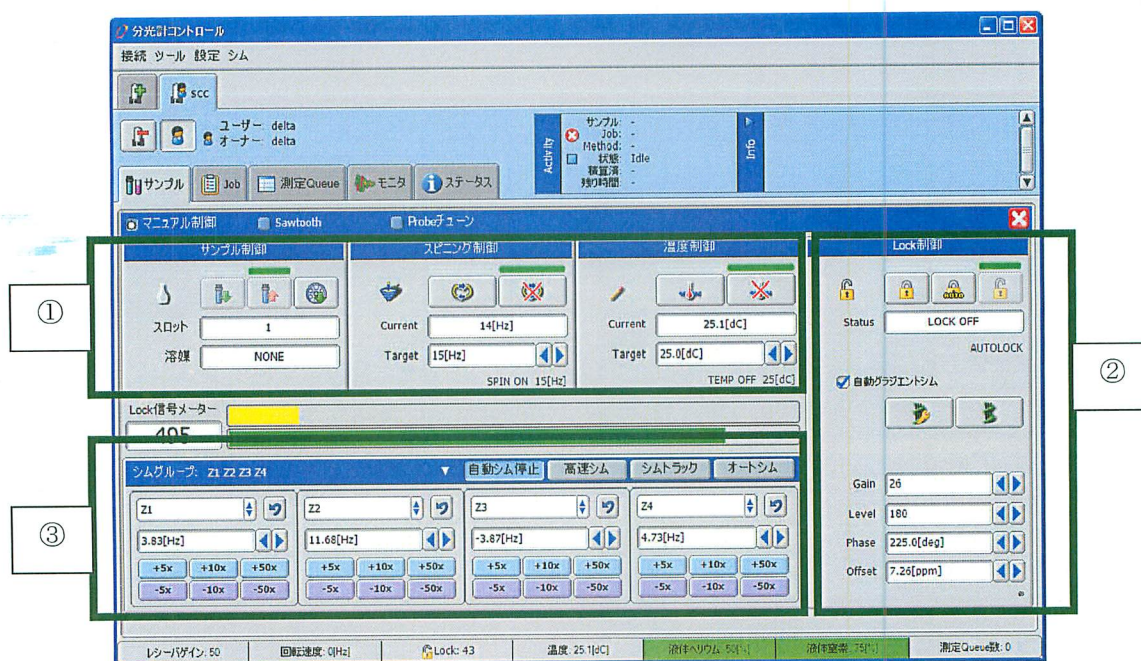 分光計コントロール
接続 ツール 設定 シム
scc
ユーザー: delta
オーナー: delta
Activity
サンプル: -
Job: -
Method: -
状態: Idle
積算済: -
残り時間: -
Info
サンプル Job 測定Queue モニタ ステータス
マニュアル制御 Sawtooth Probeチューン
①
サンプル制御
スロット 1
溶媒 NONE
スピニング制御
Current 14[Hz]
Target 15[Hz]
SPIN ON 15[Hz]
温度制御
Current 25.1[dC]
Target 25.0[dC]
TEMP OFF 25[dC]
②
Lock制御
AUTO
Status LOCK OFF
AUTOLOCK
自動グラジエントシム
Gain 26
Level 180
Phase 225.0[deg]
Offset 7.26[ppm]
Lock信号メーター
495
③
シムグループ: Z1 Z2 Z3 Z4 自動シム停止 高速シム シムトラック オートシム
Z1 Z2 Z3 Z4
3.83[Hz] 11.68[Hz] -3.87[Hz] 4.73[Hz]
+5x +10x +50x +5x +10x +50x +5x +10x +50x +5x +10x +50x
-5x -10x -50x -5x -10x -50x -5x -10x -50x -5x -10x -50x
レシーバゲイン: 50 回転速度: 0[Hz] Lock: 43 温度: 25.1[dC] 液体ヘリウム: 50[%] 液体窒素: 75[%] 測定Queue数: 0